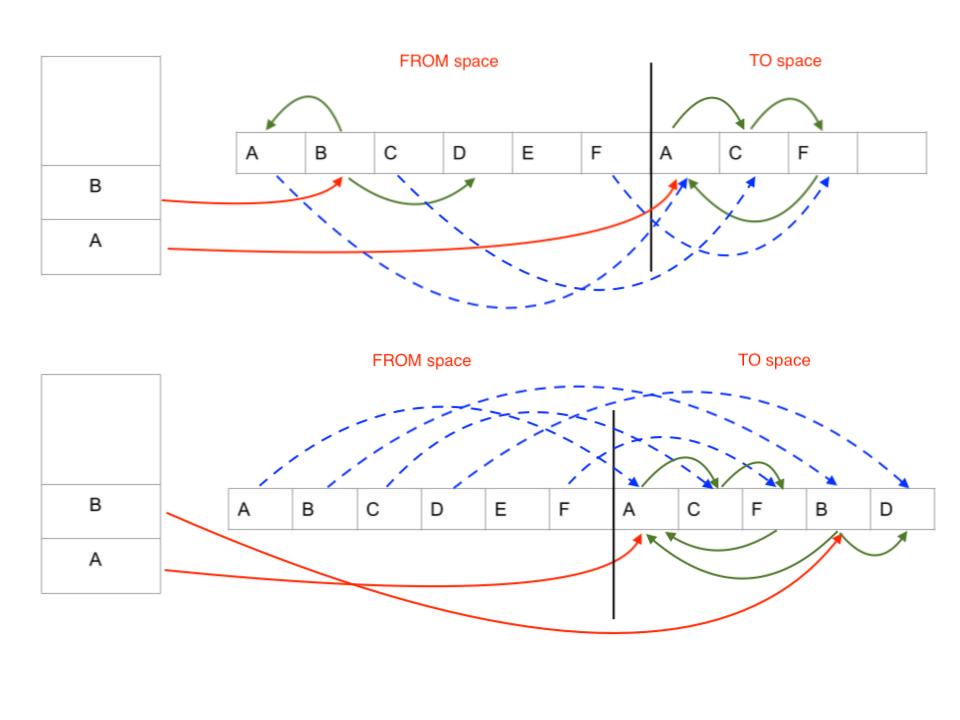 FROM space TO space
A B C D E F A C F
B
A
FROM space TO space
A B C D E F A C F B D
B
A